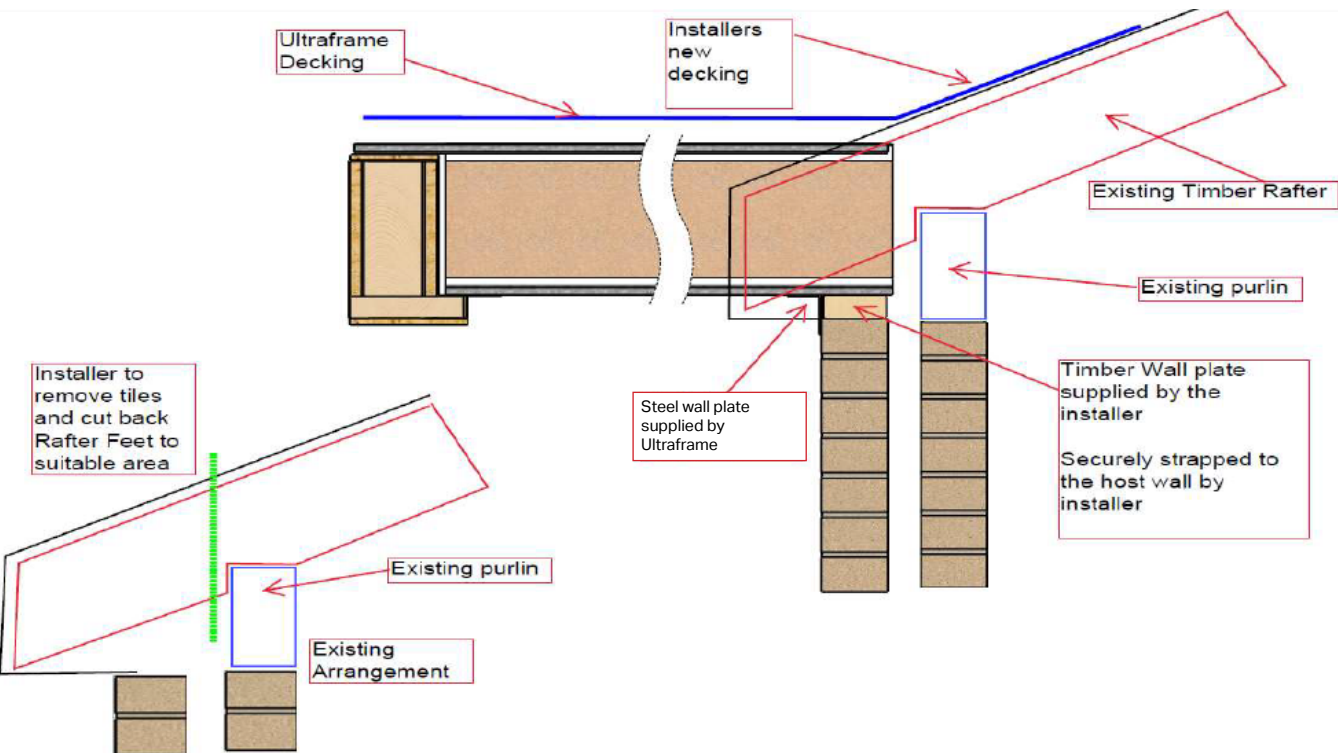 Ultraframe
Decking
Installers
new
decking
Existing Timber Rafter
Existing purlin
Timber Wall plate
supplied by the
installer
Securely strapped to
the host wall by
installer
Steel wall plate
supplied by
Ultraframe
Installer to
remove tiles
and cut back
Rafter Feet to
suitable area
Existing purlin
Existing
Arrangement